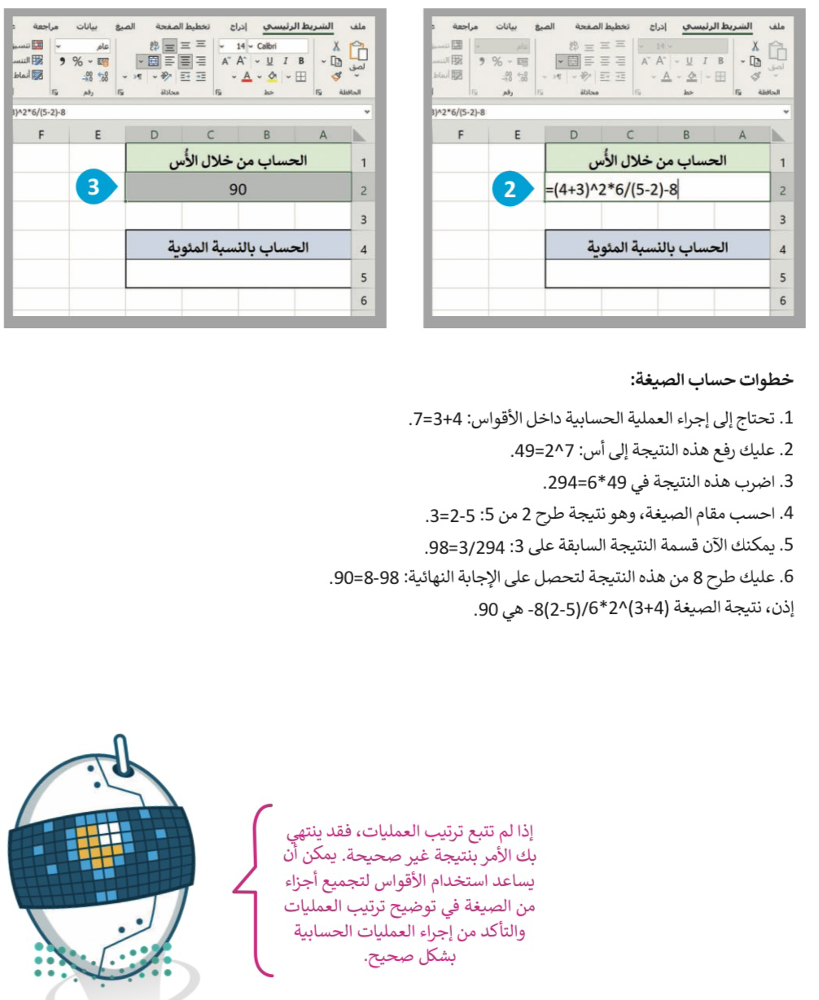 ملف الشريط الرئيسي إدراج تخطيط الصفحة الصيغ بيانات مراجعة
لصق
Calibri 14
B I U
عام
الحافظة خط محاذاة رقم
)^2*6/(5-2)-8
A B C D E F
1 الحساب من خلال الأُس
2 =(4+3)^2*6/(5-2)-8
2
3
4 الحساب بالنسبة المئوية
5
6
ملف الشريط الرئيسي إدراج تخطيط الصفحة الصيغ بيانات مراجعة
لصق
Calibri 14
B I U
عام
الحافظة خط محاذاة رقم
)^2*6/(5-2)-8
A B C D E F
1 الحساب من خلال الأُس
2 90
3
3
4 الحساب بالنسبة المئوية
5
6
خطوات حساب الصيغة:
1. تحتاج إلى إجراء العملية الحسابية داخل الأقواس: 4+3=7.
2. عليك رفع هذه النتيجة إلى أس: 7^2=49.
3. اضرب هذه النتيجة في 49*6=294.
4. احسب مقام الصيغة، وهو نتيجة طرح 2 من 5: 5-2=3.
5. يمكنك الآن قسمة النتيجة السابقة على 3: 294/3=98.
6. عليك طرح 8 من هذه النتيجة لتحصل على الإجابة النهائية: 98-8=90.
إذن، نتيجة الصيغة (4+3)^2*6/(5-2)8- هي 90.
إذا لم تتبع ترتيب العمليات، فقد ينتهي
بك الأمر بنتيجة غير صحيحة. يمكن أن
يساعد استخدام الأقواس لتجميع أجزاء
من الصيغة في توضيح ترتيب العمليات
والتأكد من إجراء العمليات الحسابية
بشكل صحيح.